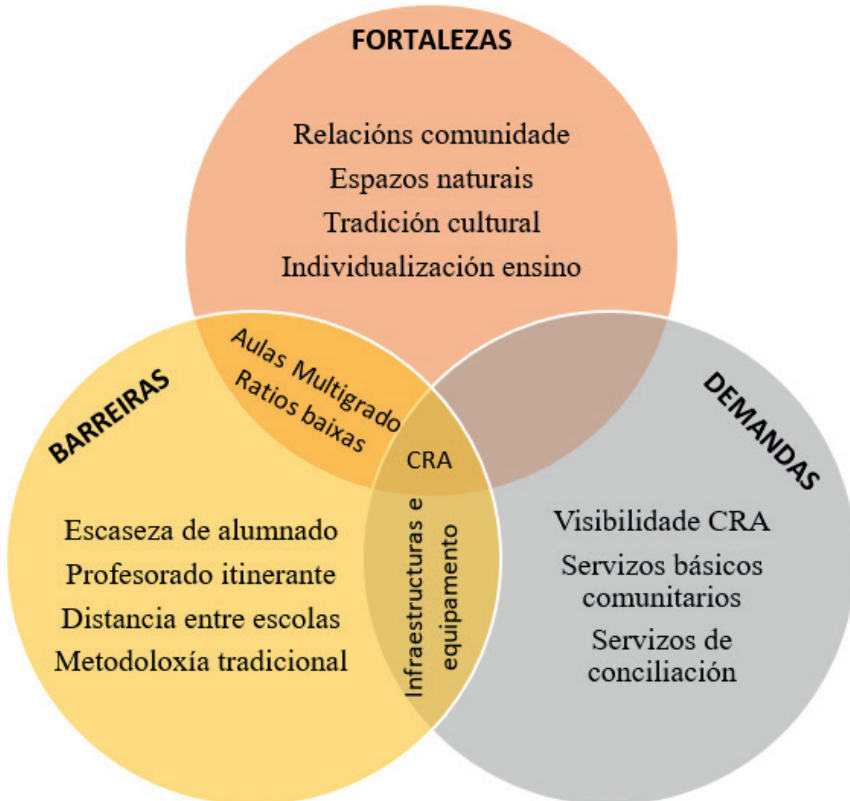 FORTALEZAS
Relacións comunidade
Espazos naturais
Tradición cultural
Individualización ensino
Aulas Multigrado
Ratios baixas
BARREIRAS
Escaseza de alumnado
Profesorado itinerante
Distancia entre escolas
Metodoloxía tradicional
CRA
Infraestructuras e
equipamento
DEMANDAS
Visibilidade CRA
Servizos básicos
comunitarios
Servizos de
conciliación